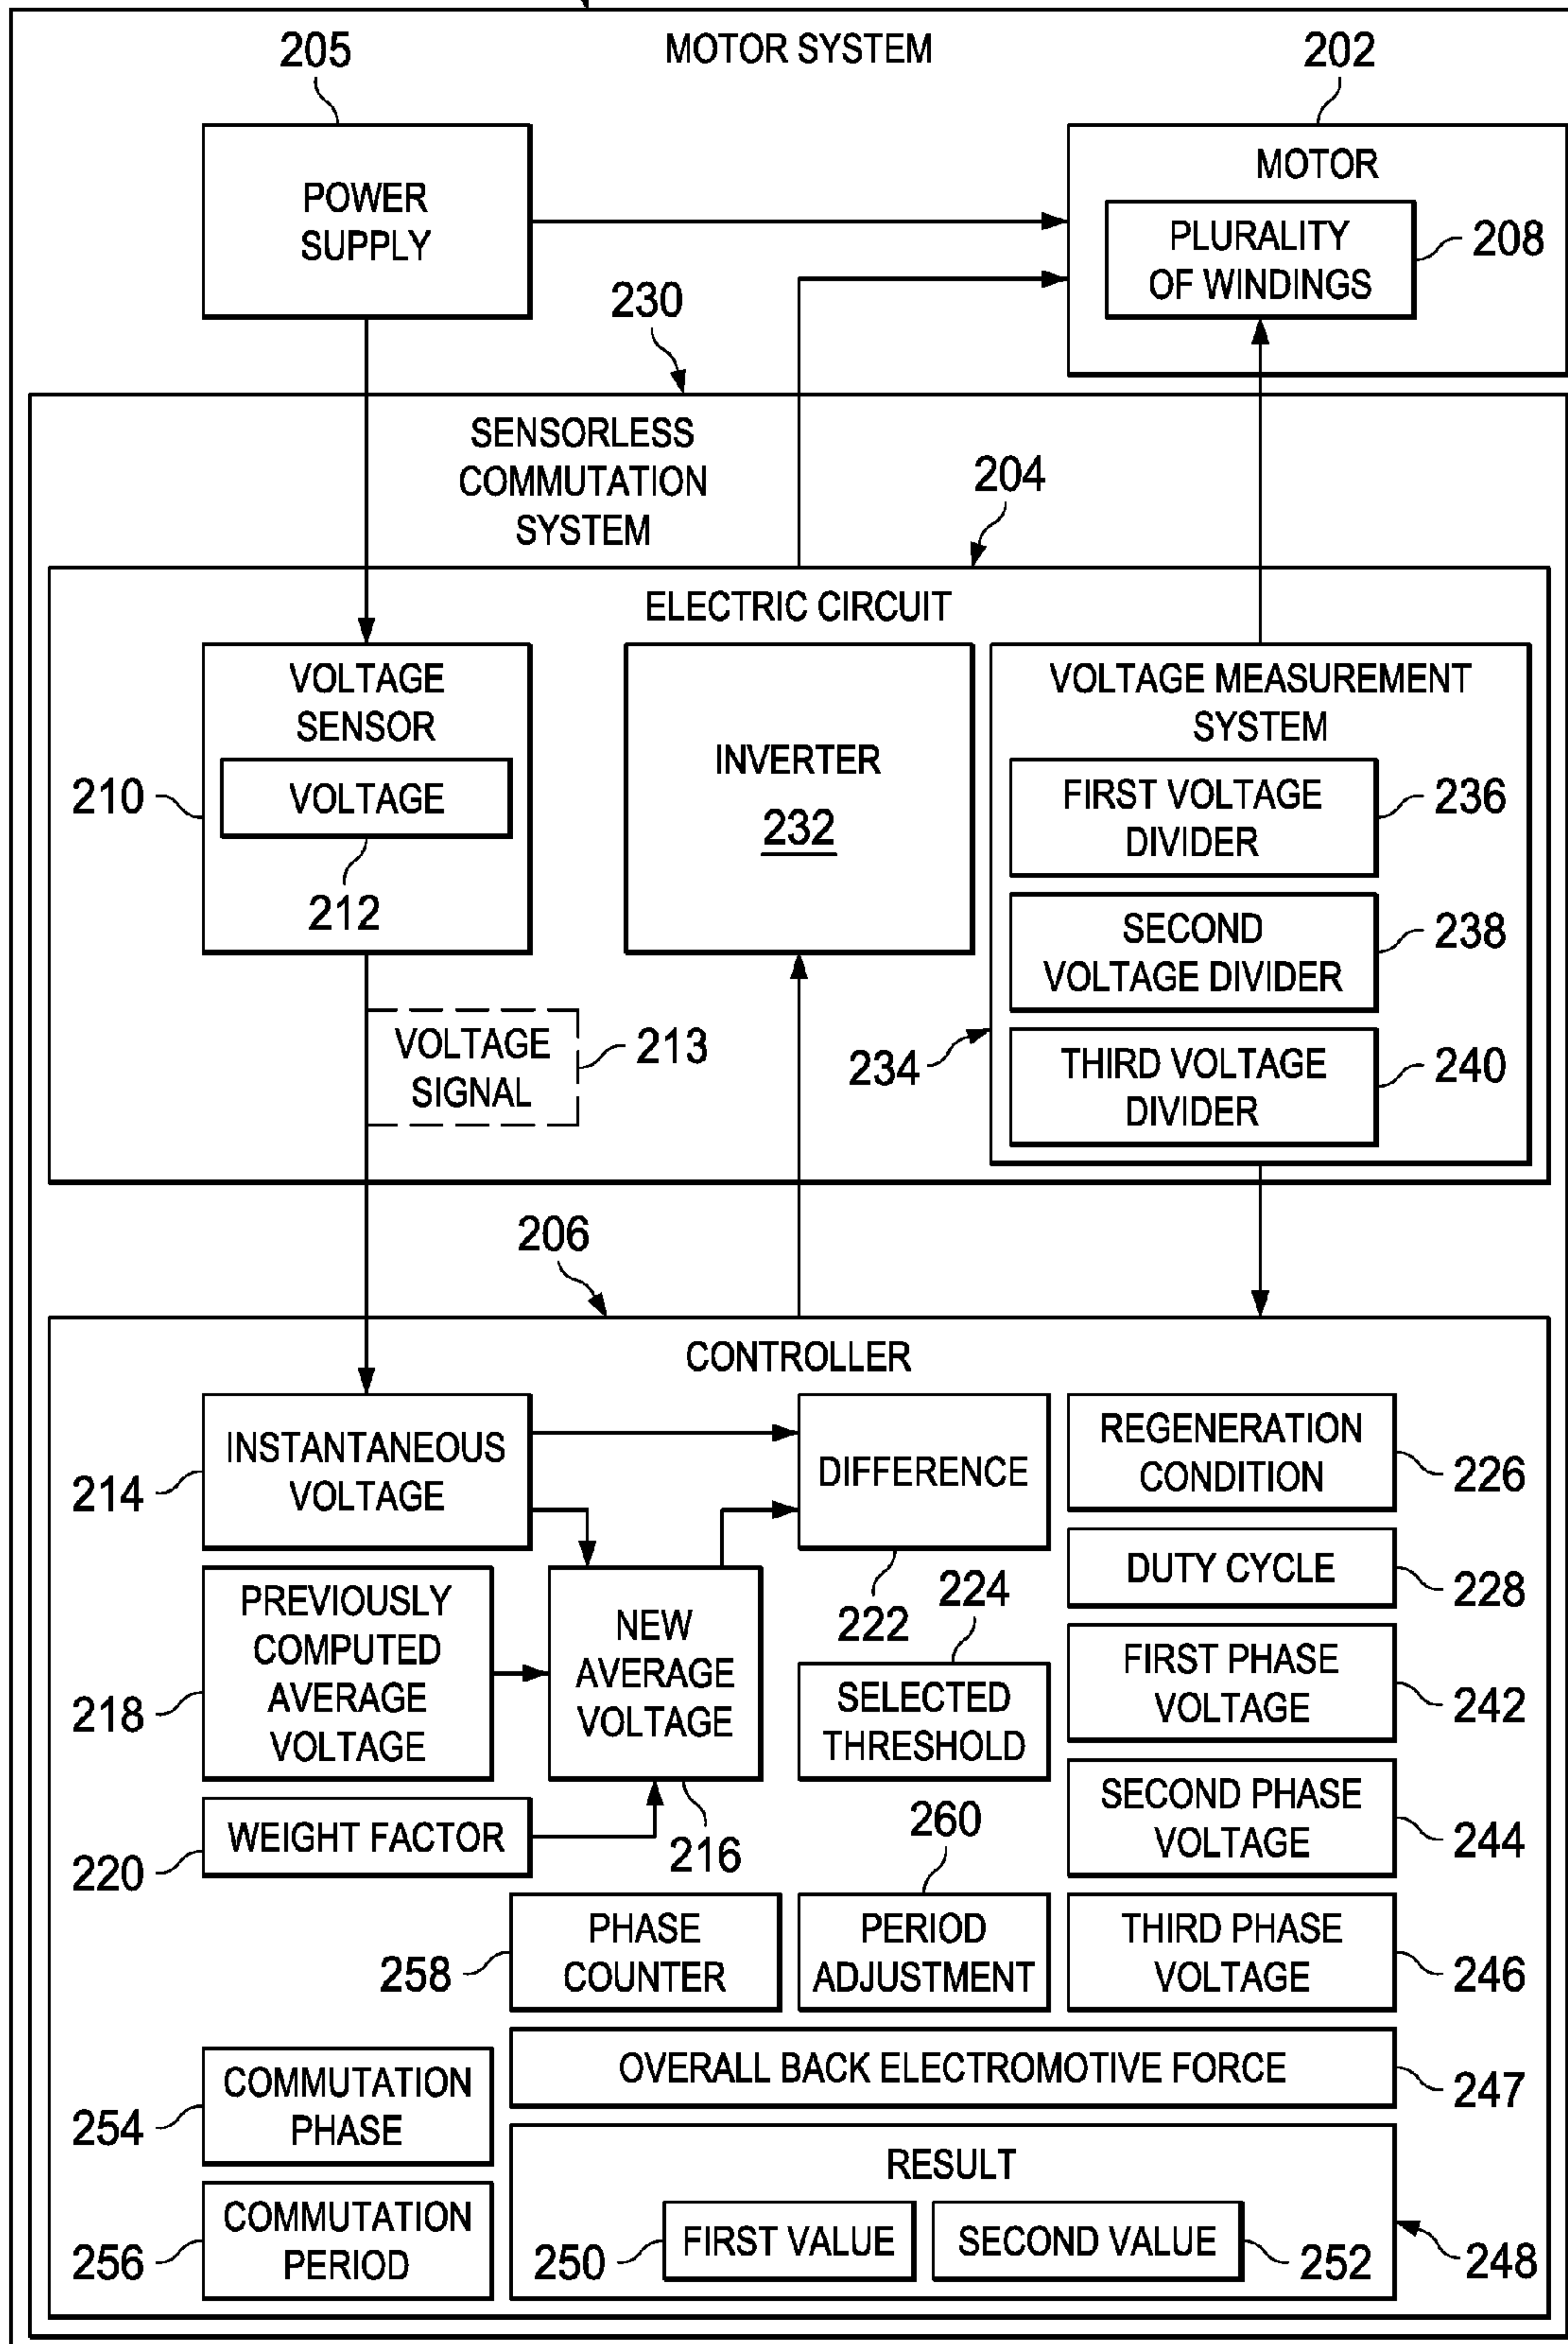 MOTOR SYSTEM
205
202
POWER
SUPPLY
MOTOR
PLURALITY
OF WINDINGS
208
230
SENSORLESS
COMMUTATION
SYSTEM
204
ELECTRIC CIRCUIT
VOLTAGE
SENSOR
VOLTAGE
210
212
INVERTER
232
VOLTAGE MEASUREMENT
SYSTEM
FIRST VOLTAGE
DIVIDER
236
SECOND
VOLTAGE DIVIDER
238
THIRD VOLTAGE
DIVIDER
240
234
VOLTAGE
SIGNAL
213
206
CONTROLLER
INSTANTANEOUS
VOLTAGE
214
DIFFERENCE
222
REGENERATION
CONDITION
226
DUTY CYCLE
228
PREVIOUSLY
COMPUTED
AVERAGE
VOLTAGE
218
NEW
AVERAGE
VOLTAGE
216
224
SELECTED
THRESHOLD
FIRST PHASE
VOLTAGE
242
WEIGHT FACTOR
220
SECOND PHASE
VOLTAGE
244
260
PHASE
COUNTER
258
PERIOD
ADJUSTMENT
THIRD PHASE
VOLTAGE
246
OVERALL BACK ELECTROMOTIVE FORCE
247
COMMUTATION
PHASE
254
RESULT
FIRST VALUE
250
SECOND VALUE
252
248
COMMUTATION
PERIOD
256